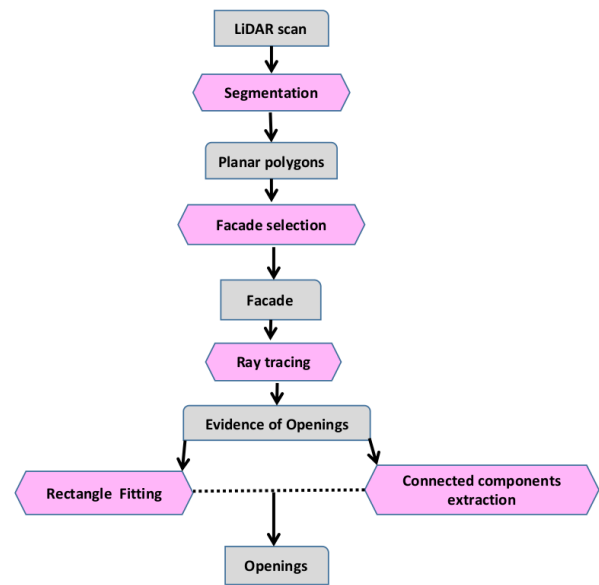 LiDAR scan
Segmentation
Planar polygons
Facade selection
Facade
Ray tracing
Evidence of Openings
Rectangle Fitting
Connected components
extraction
Openings